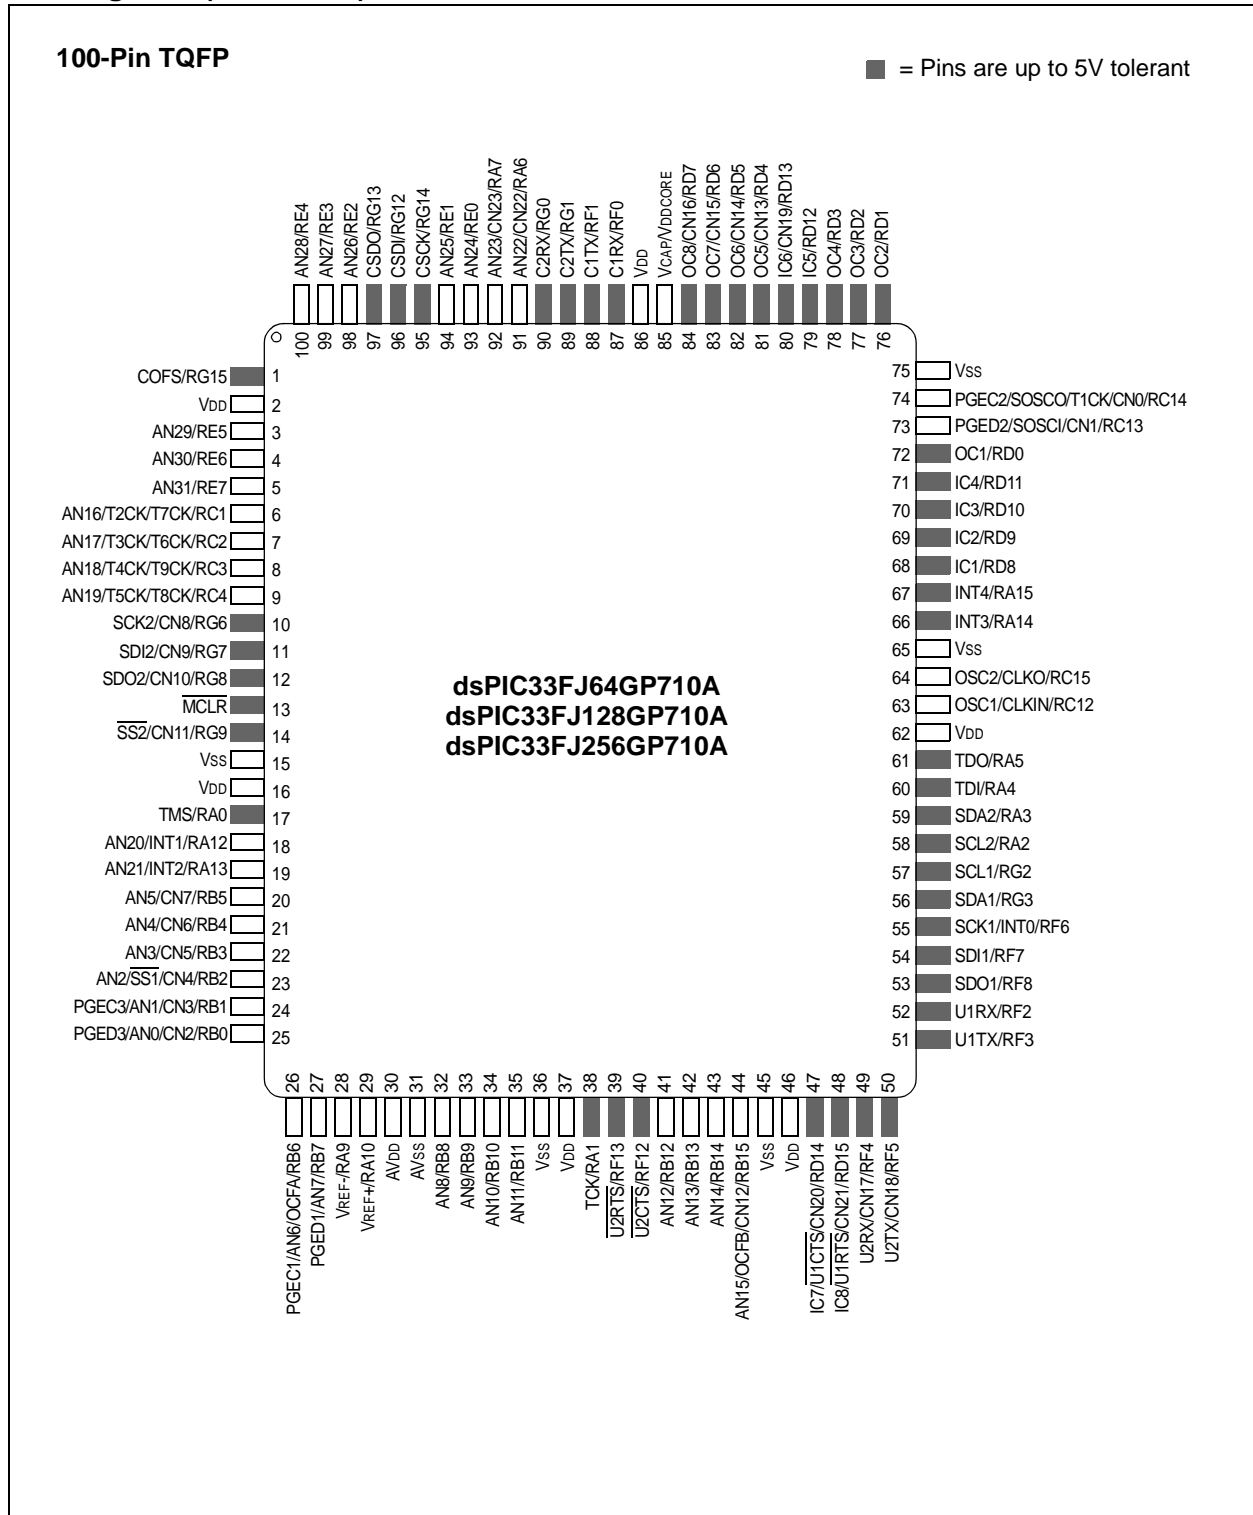 100-Pin TQFP
= Pins are up to 5V tolerant
AN28/RE4
AN27/RE3
AN26/RE2
CSDO/RG13
CSDI/RG12
CSCK/RG14
AN25/RE1
AN24/RE0
AN23/CN23/RA7
AN22/CN22/RA6
C2RX/RG0
C2TX/RG1
C1TX/RF1
C1RX/RF0
VDD
VCAP/VDDCORE
OC8/CN16/RD7
OC7/CN15/RD6
OC6/CN14/RD5
OC5/CN13/RD4
IC6/CN19/RD13
IC5/RD12
OC4/RD3
OC3/RD2
OC2/RD1
100 99 98 97 96 95 94 93 92 91 90 89 88 87 86 85 84 83 82 81 80 79 78 77 76
COFS/RG15 1
VDD 2
AN29/RE5 3
AN30/RE6 4
AN31/RE7 5
AN16/T2CK/T7CK/RC1 6
AN17/T3CK/T6CK/RC2 7
AN18/T4CK/T9CK/RC3 8
AN19/T5CK/T8CK/RC4 9
SCK2/CN8/RG6 10
SDI2/CN9/RG7 11
SDO2/CN10/RG8 12
MCLR 13
SS2/CN11/RG9 14
VSS 15
VDD 16
TMS/RA0 17
AN20/INT1/RA12 18
AN21/INT2/RA13 19
AN5/CN7/RB5 20
AN4/CN6/RB4 21
AN3/CN5/RB3 22
AN2/SS1/CN4/RB2 23
PGEC3/AN1/CN3/RB1 24
PGED3/AN0/CN2/RB0 25
dsPIC33FJ64GP710A
dsPIC33FJ128GP710A
dsPIC33FJ256GP710A
75 VSS
74 PGEC2/SOSCO/T1CK/CN0/RC14
73 PGED2/SOSCI/CN1/RC13
72 OC1/RD0
71 IC4/RD11
70 IC3/RD10
69 IC2/RD9
68 IC1/RD8
67 INT4/RA15
66 INT3/RA14
65 VSS
64 OSC2/CLKO/RC15
63 OSC1/CLKIN/RC12
62 VDD
61 TDO/RA5
60 TDI/RA4
59 SDA2/RA3
58 SCL2/RA2
57 SCL1/RG2
56 SDA1/RG3
55 SCK1/INT0/RF6
54 SDI1/RF7
53 SDO1/RF8
52 U1RX/RF2
51 U1TX/RF3
26 27 28 29 30 31 32 33 34 35 36 37 38 39 40 41 42 43 44 45 46 47 48 49 50
PGEC1/AN6/OCFA/RB6
PGED1/AN7/RB7
VREF-/RA9
VREF+/RA10
AVDD
AVSS
AN8/RB8
AN9/RB9
AN10/RB10
AN11/RB11
VSS
VDD
TCK/RA1
U2RTS/RF13
U2CTS/RF12
AN12/RB12
AN13/RB13
AN14/RB14
AN15/OCFB/CN12/RB15
VSS
VDD
IC7/U1CTS/CN20/RD14
IC8/U1RTS/CN21/RD15
U2RX/CN17/RF4
U2TX/CN18/RF5